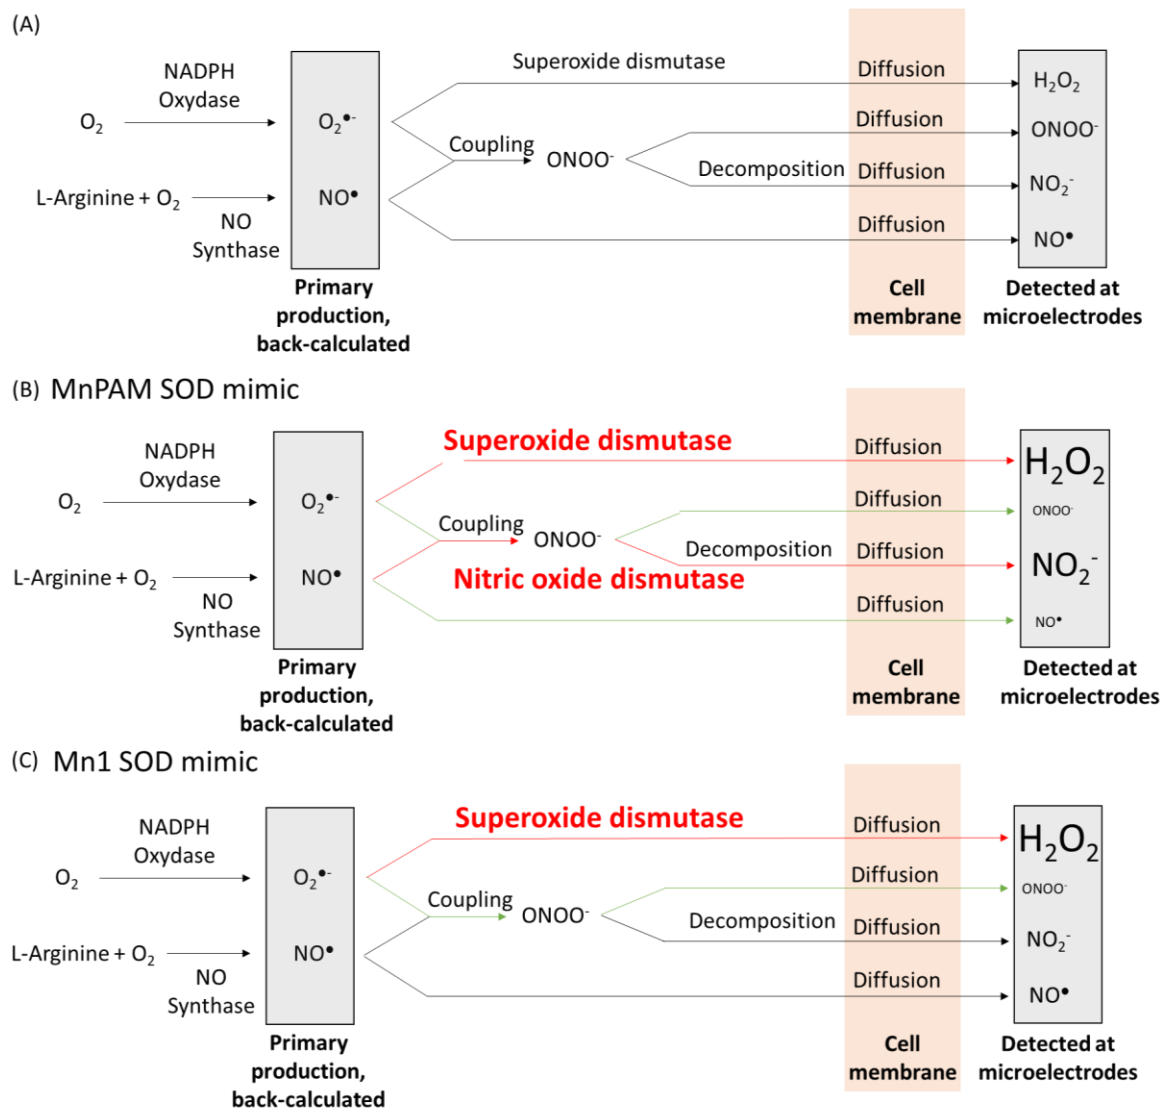 (A)
NADPH
Oxydase
O₂
O₂•-
L-Arginine + O₂
NO
Synthase
NO•
Primary
production,
back-calculated
Superoxide dismutase
Coupling
ONOO⁻
Decomposition
Diffusion
Diffusion
Diffusion
Diffusion
Cell
membrane
H₂O₂
ONOO⁻
NO₂⁻
NO•
Detected at
microelectrodes
(B) MnPAM SOD mimic
NADPH
Oxydase
O₂
O₂•-
L-Arginine + O₂
NO
Synthase
NO•
Primary
production,
back-calculated
Superoxide dismutase
Coupling
ONOO⁻
Decomposition
Nitric oxide dismutase
Diffusion
Diffusion
Diffusion
Diffusion
Cell
membrane
H₂O₂
ONOO⁻
NO₂⁻
NO•
Detected at
microelectrodes
(C) Mn1 SOD mimic
NADPH
Oxydase
O₂
O₂•-
L-Arginine + O₂
NO
Synthase
NO•
Primary
production,
back-calculated
Superoxide dismutase
Coupling
ONOO⁻
Decomposition
Diffusion
Diffusion
Diffusion
Diffusion
Cell
membrane
H₂O₂
ONOO⁻
NO₂⁻
NO•
Detected at
microelectrodes